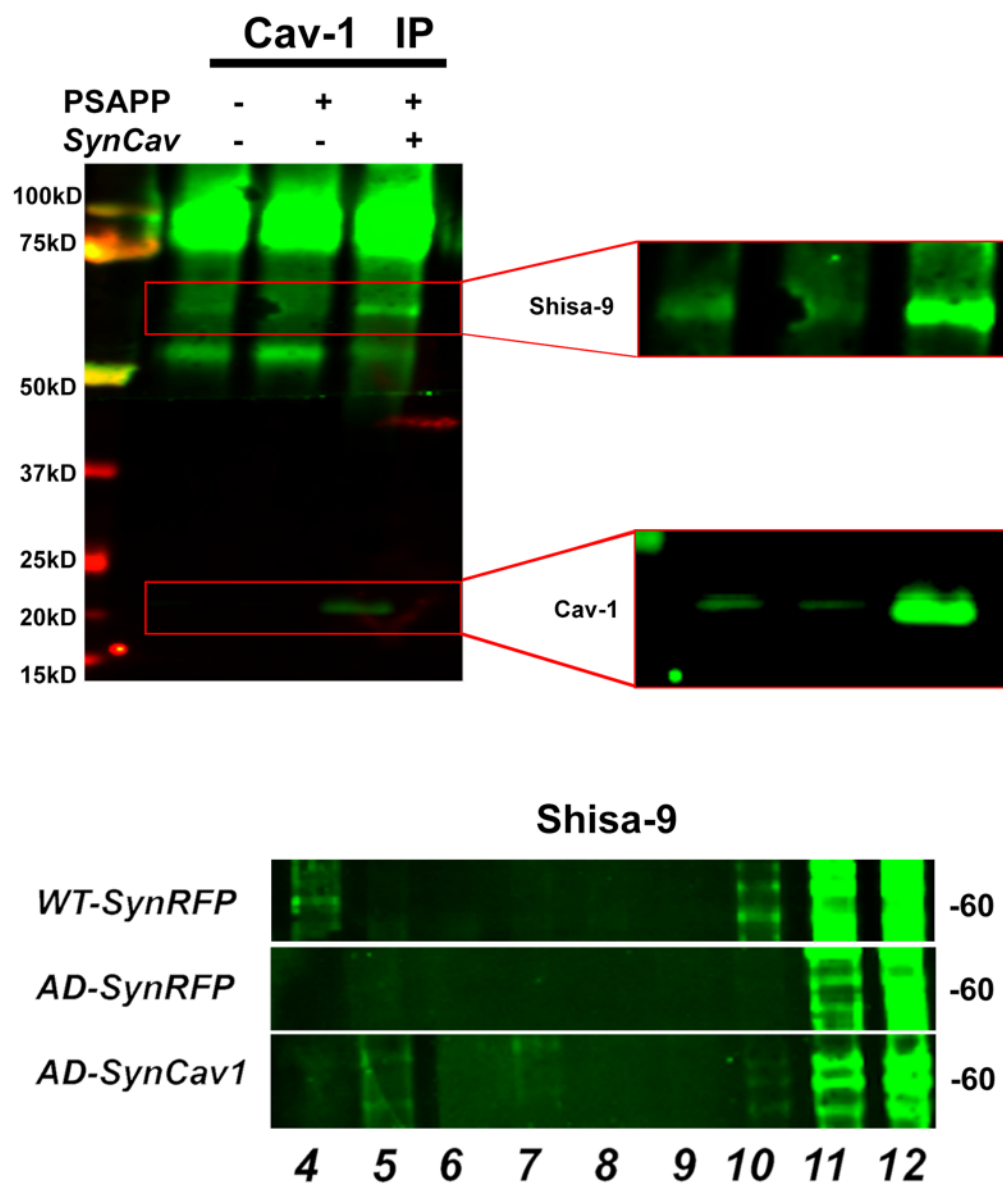 Cav-1 IP
PSAPP - + +
SynCav - - +
100kD
75kD
50kD
37kD
25kD
20kD
15kD
Shisa-9
Cav-1
Shisa-9
WT-SynRFP -60
AD-SynRFP -60
AD-SynCav1 -60
4 5 6 7 8 9 10 11 12